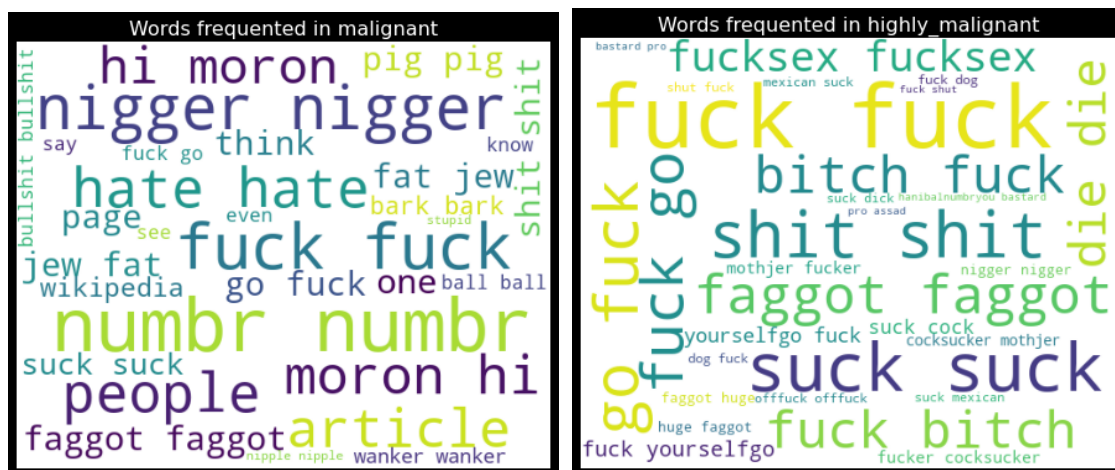 Words frequented in malignant
hi moron
pig pig
bullshit bullshit
nigger nigger
shit shit
say
fuck go
think
know
hate hate
fat jew
bark bark
page
even
stupid
see
fuck fuck
jew fat
wikipedia
go fuck
one
ball ball
numbr numbr
suck suck
people
moron hi
faggot faggot
article
nipple nipple
wanker wanker
Words frequented in highly_malignant
bastard pro
fucksex fucksex
shut fuck
mexican suck
fuck dog
fuck shut
die die
fuck fuck
go fuck
fuck go
bitch fuck
suck dick
hanibalnumbryou bastard
pro assad
shit shit
mothjer fucker
nigger nigger
faggot faggot
yourselfgo fuck
suck cock
cocksucker mothjer
dog fuck
suck suck
faggot huge
offfuck offfuck
suck mexican
huge faggot
fuck bitch
fuck yourselfgo
fucker cocksucker